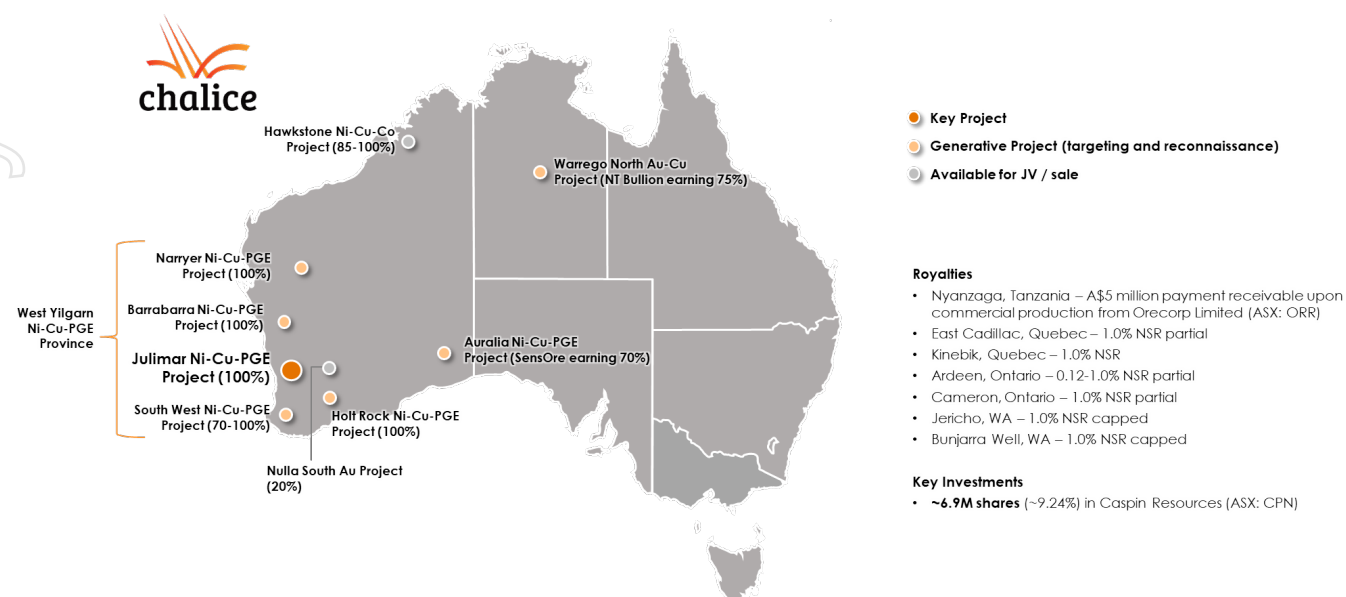 chalice
Hawkstone Ni-Cu-Co
Project (85-100%)
Warrego North Au-Cu
Project (NT Bullion earning 75%)
Narryer Ni-Cu-PGE
Project (100%)
West Yilgarn
Ni-Cu-PGE
Province
Barrabarra Ni-Cu-PGE
Project (100%)
Julimar Ni-Cu-PGE
Project (100%)
South West Ni-Cu-PGE
Project (70-100%)
Auralia Ni-Cu-PGE
Project (SensOre earning 70%)
Holt Rock Ni-Cu-PGE
Project (100%)
Nulla South Au Project
(20%)
Key Project
Generative Project (targeting and reconnaissance)
Available for JV / sale
Royalties
• Nyanzaga, Tanzania – A$5 million payment receivable upon
commercial production from Orecorp Limited (ASX: ORR)
• East Cadillac, Quebec – 1.0% NSR partial
• Kinebik, Quebec – 1.0% NSR
• Ardeen, Ontario – 0.12-1.0% NSR partial
• Cameron, Ontario – 1.0% NSR partial
• Jericho, WA – 1.0% NSR capped
• Bunjarra Well, WA – 1.0% NSR capped
Key Investments
• ~6.9M shares (~9.24%) in Caspin Resources (ASX: CPN)